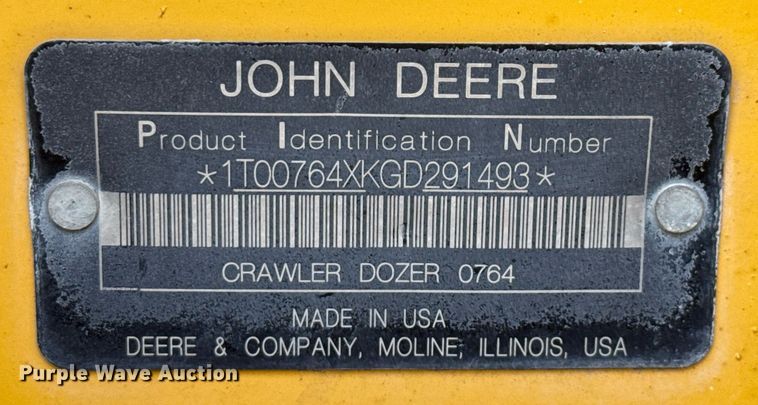 JOHN DEERE
Product Identification Number
*1T00764XKGD291493*
CRAWLER DOZER 0764
MADE IN USA
DEERE & COMPANY, MOLINE, ILLINOIS, USA
Purple Wave Auction